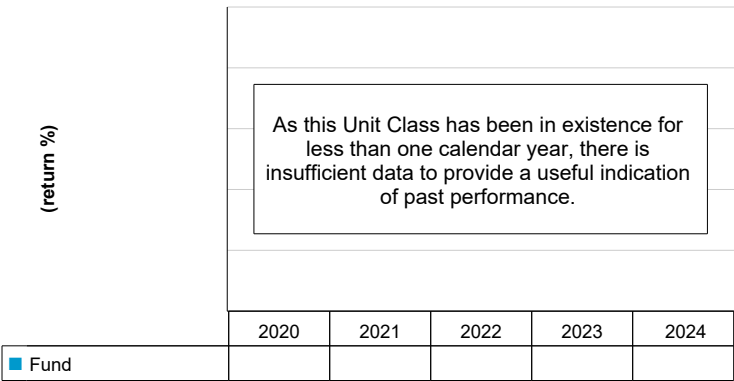 (return %)
As this Unit Class has been in existence for
less than one calendar year, there is
insufficient data to provide a useful indication
of past performance.
2020 2021 2022 2023 2024
Fund